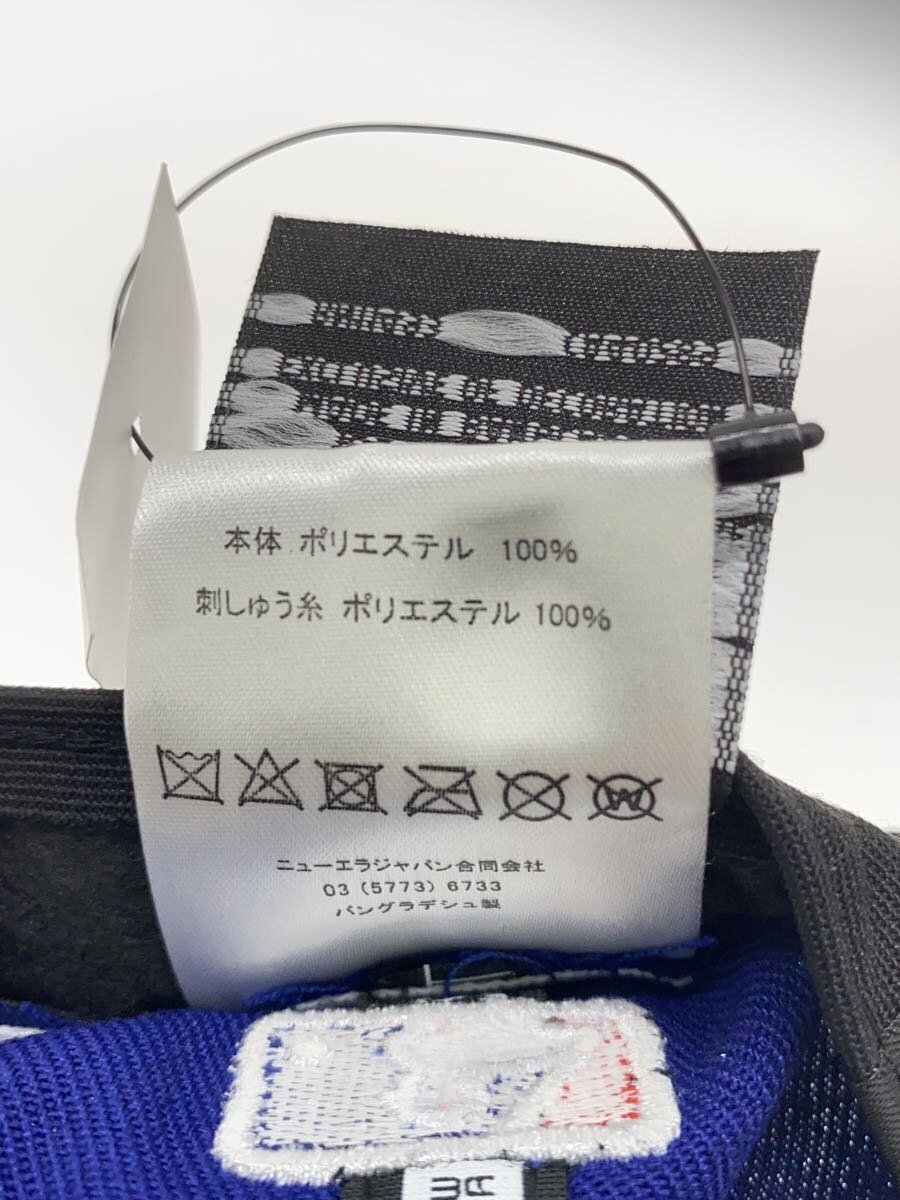 本体 ポリエステル 100%
刺しゅう糸 ポリエステル 100%
ニューエラジャパン合同会社
03 (5773) 6733
バングラデシュ製